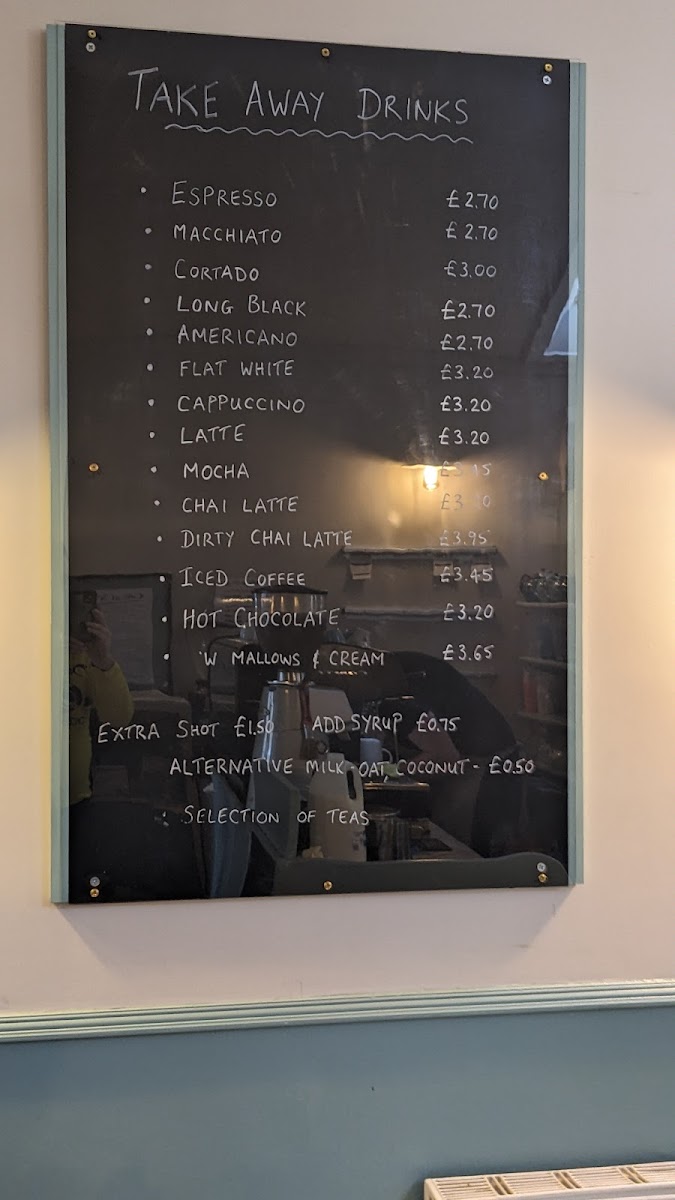 TAKE AWAY DRINKS
• ESPRESSO £2.70
• MACCHIATO £2.70
• CORTADO £3.00
• LONG BLACK £2.70
• AMERICANO £2.70
• FLAT WHITE £3.20
• CAPPUCCINO £3.20
• LATTE £3.20
• MOCHA
• CHAI LATTE
• DIRTY CHAI LATTE £3.95
• ICED COFFEE £3.45
• HOT CHOCOLATE £3.20
• 'W MALLOWS & CREAM £3.65
EXTRA SHOT £1.50 ADD SYRUP £0.75
ALTERNATIVE MILK - OAT, COCONUT - £0.50
• SELECTION OF TEAS